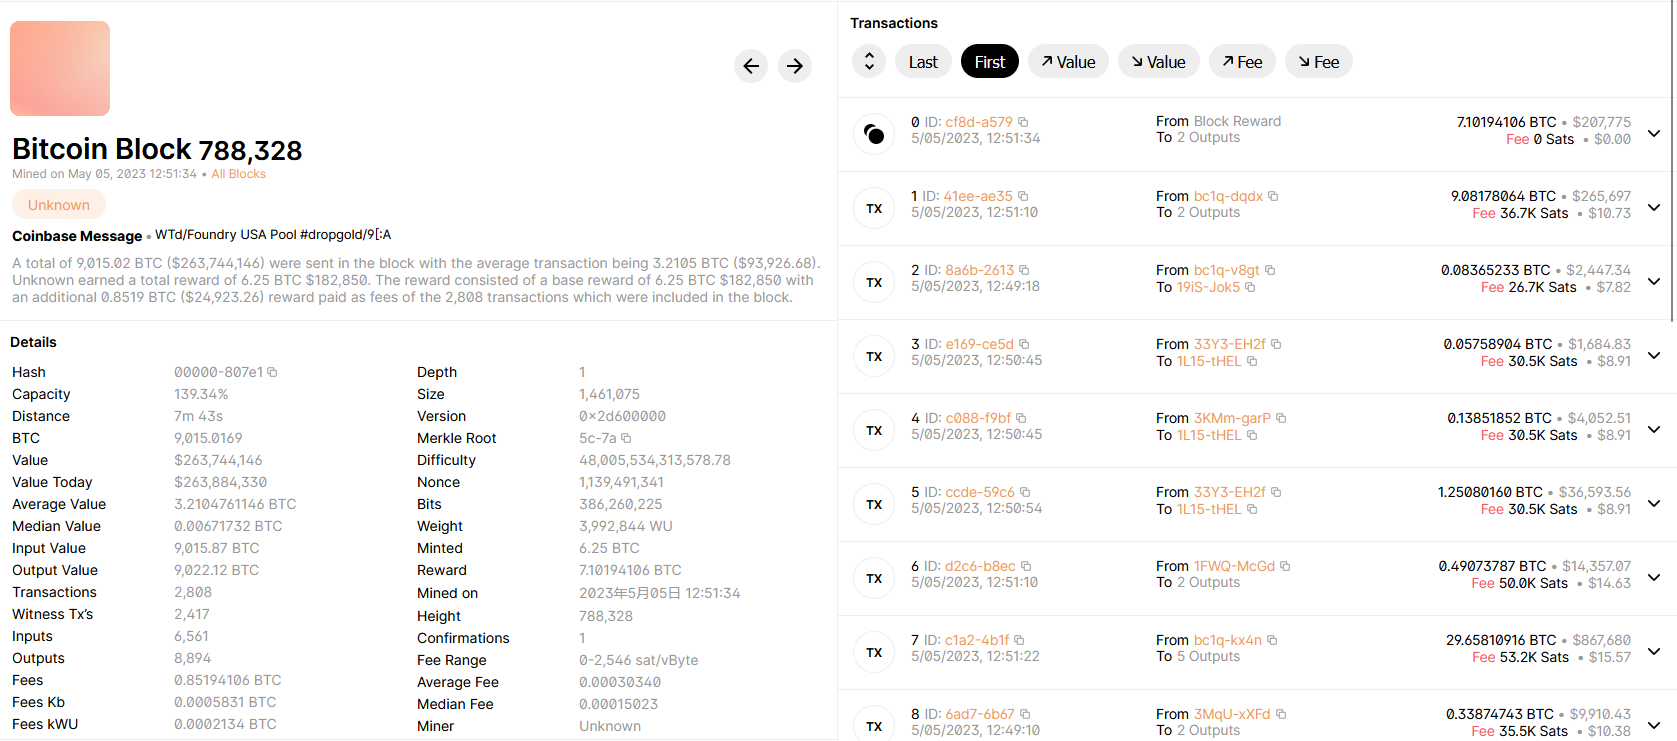 Bitcoin Block 788,328
Mined on May 05, 2023 12:51:34 • All Blocks
Unknown
Coinbase Message • WTd/Foundry USA Pool #dropgold/9[:A
A total of 9,015.02 BTC ($263,744,146) were sent in the block with the average transaction being 3.2105 BTC ($93,926.68).
Unknown earned a total reward of 6.25 BTC $182,850. The reward consisted of a base reward of 6.25 BTC $182,850 with
an additional 0.8519 BTC ($24,923.26) reward paid as fees of the 2,808 transactions which were included in the block.
Details
Hash 00000-807e1
Capacity 139.34%
Distance 7m 43s
BTC 9,015.0169
Value $263,744,146
Value Today $263,884,330
Average Value 3.2104761146 BTC
Median Value 0.00671732 BTC
Input Value 9,015.87 BTC
Output Value 9,022.12 BTC
Transactions 2,808
Witness Tx's 2,417
Inputs 6,561
Outputs 8,894
Fees 0.85194106 BTC
Fees Kb 0.0005831 BTC
Fees kWU 0.0002134 BTC
Depth 1
Size 1,461,075
Version 0×2d600000
Merkle Root 5c-7a
Difficulty 48,005,534,313,578.78
Nonce 1,139,491,341
Bits 386,260,225
Weight 3,992,844 WU
Minted 6.25 BTC
Reward 7.10194106 BTC
Mined on 2023年5月05日 12:51:34
Height 788,328
Confirmations 1
Fee Range 0-2,546 sat/vByte
Average Fee 0.00030340
Median Fee 0.00015023
Miner Unknown
Transactions
Last First ↗ Value ↘ Value ↗ Fee ↘ Fee
0 ID: cf8d-a579 From Block Reward 7.10194106 BTC • $207,775
5/05/2023, 12:51:34 To 2 Outputs Fee 0 Sats • $0.00
TX
1 ID: 41ee-ae35 From bc1q-dqdx 9.08178064 BTC • $265,697
5/05/2023, 12:51:10 To 2 Outputs Fee 36.7K Sats • $10.73
TX
2 ID: 8a6b-2613 From bc1q-v8gt 0.08365233 BTC • $2,447.34
5/05/2023, 12:49:18 To 19iS-Jok5 Fee 26.7K Sats • $7.82
TX
3 ID: e169-ce5d From 33Y3-EH2f 0.05758904 BTC • $1,684.83
5/05/2023, 12:50:45 To 1L15-tHEL Fee 30.5K Sats • $8.91
TX
4 ID: c088-f9bf From 3KMm-garP 0.13851852 BTC • $4,052.51
5/05/2023, 12:50:45 To 1L15-tHEL Fee 30.5K Sats • $8.91
TX
5 ID: ccde-59c6 From 33Y3-EH2f 1.25080160 BTC • $36,593.56
5/05/2023, 12:50:54 To 1L15-tHEL Fee 30.5K Sats • $8.91
TX
6 ID: d2c6-b8ec From 1FWQ-McGd 0.49073787 BTC • $14,357.07
5/05/2023, 12:51:10 To 2 Outputs Fee 50.0K Sats • $14.63
TX
7 ID: c1a2-4b1f From bc1q-kx4n 29.65810916 BTC • $867,680
5/05/2023, 12:51:22 To 5 Outputs Fee 53.2K Sats • $15.57
TX
8 ID: 6ad7-6b67 From 3MqU-xXFd 0.33874743 BTC • $9,910.43
5/05/2023, 12:49:10 To 2 Outputs Fee 35.5K Sats • $10.38